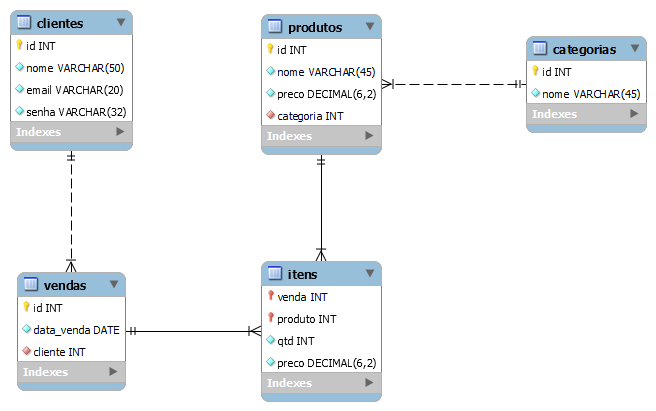 clientes
id INT
nome VARCHAR(50)
email VARCHAR(20)
senha VARCHAR(32)
Indexes
produtos
id INT
nome VARCHAR(45)
preco DECIMAL(6,2)
categoria INT
Indexes
categorias
id INT
nome VARCHAR(45)
Indexes
vendas
id INT
data_venda DATE
cliente INT
Indexes
itens
venda INT
produto INT
qtd INT
preco DECIMAL(6,2)
Indexes